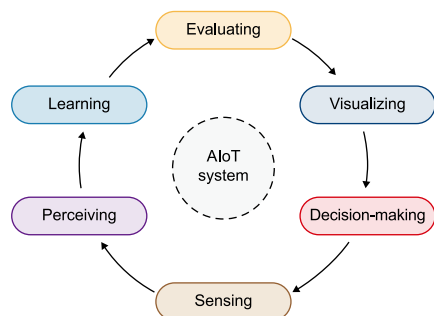 Evaluating
Learning
Visualizing
AIoT
system
Perceiving
Decision-making
Sensing